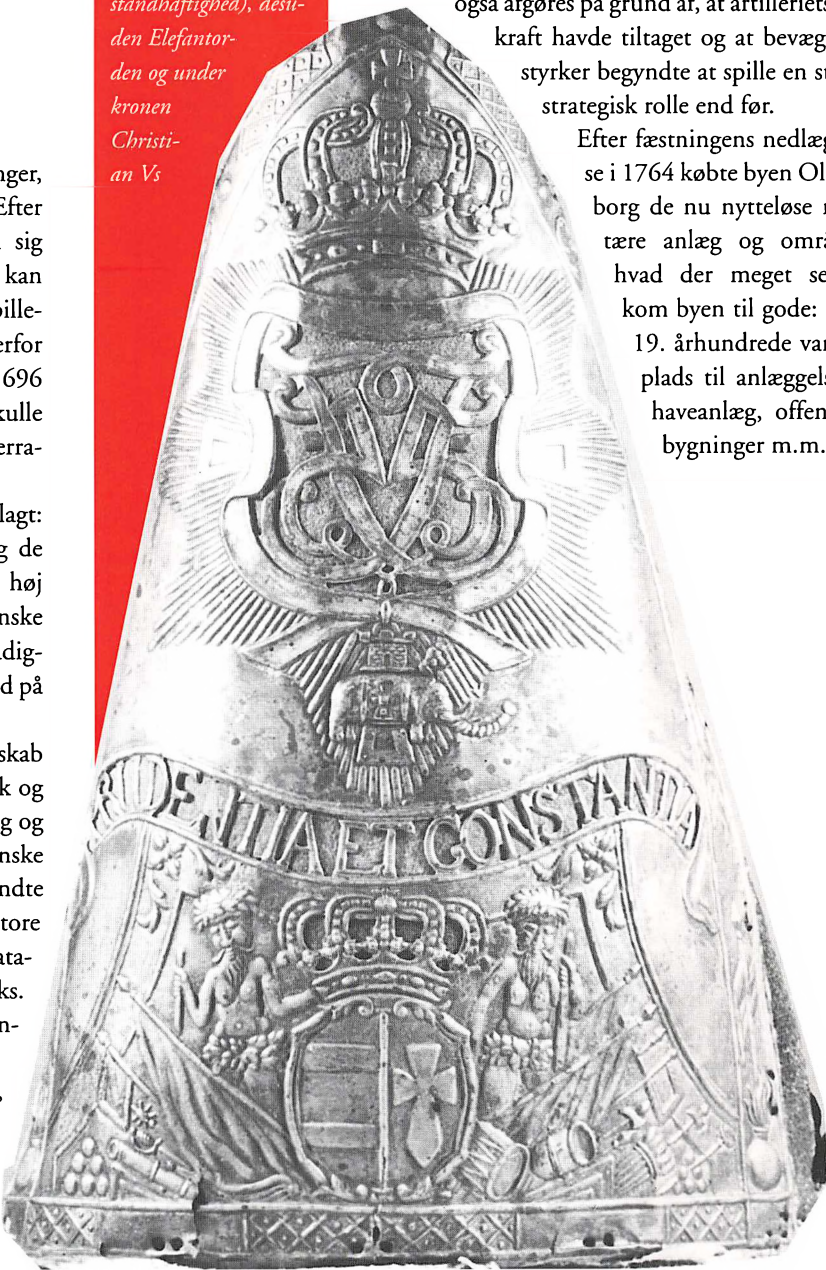 nger,
Efter
sig
kan
pille-
erfor
696
kulle
erra-
lagt:
g de
høj
nske
dig-
d på
skab
k og
g og
nske
ndte
tore
ata-
ks.
n-
standhaftighed), desu-
den Elefantor-
den og under
kronen
Christi-
an Vs
også afgøres på grund af, at artilleriets
kraft havde tiltaget og at bevæg
styrker begyndte at spille en st
strategisk rolle end før.
Efter fæstningens nedlæg
se i 1764 købte byen Ol
borg de nu nytteløse
tære anlæg og områ
hvad der meget se
kom byen til gode:
19. århundrede var
plads til anlæggels
haveanlæg, offen
bygninger m.m.
RUDENTIA ET CONSTANTIA